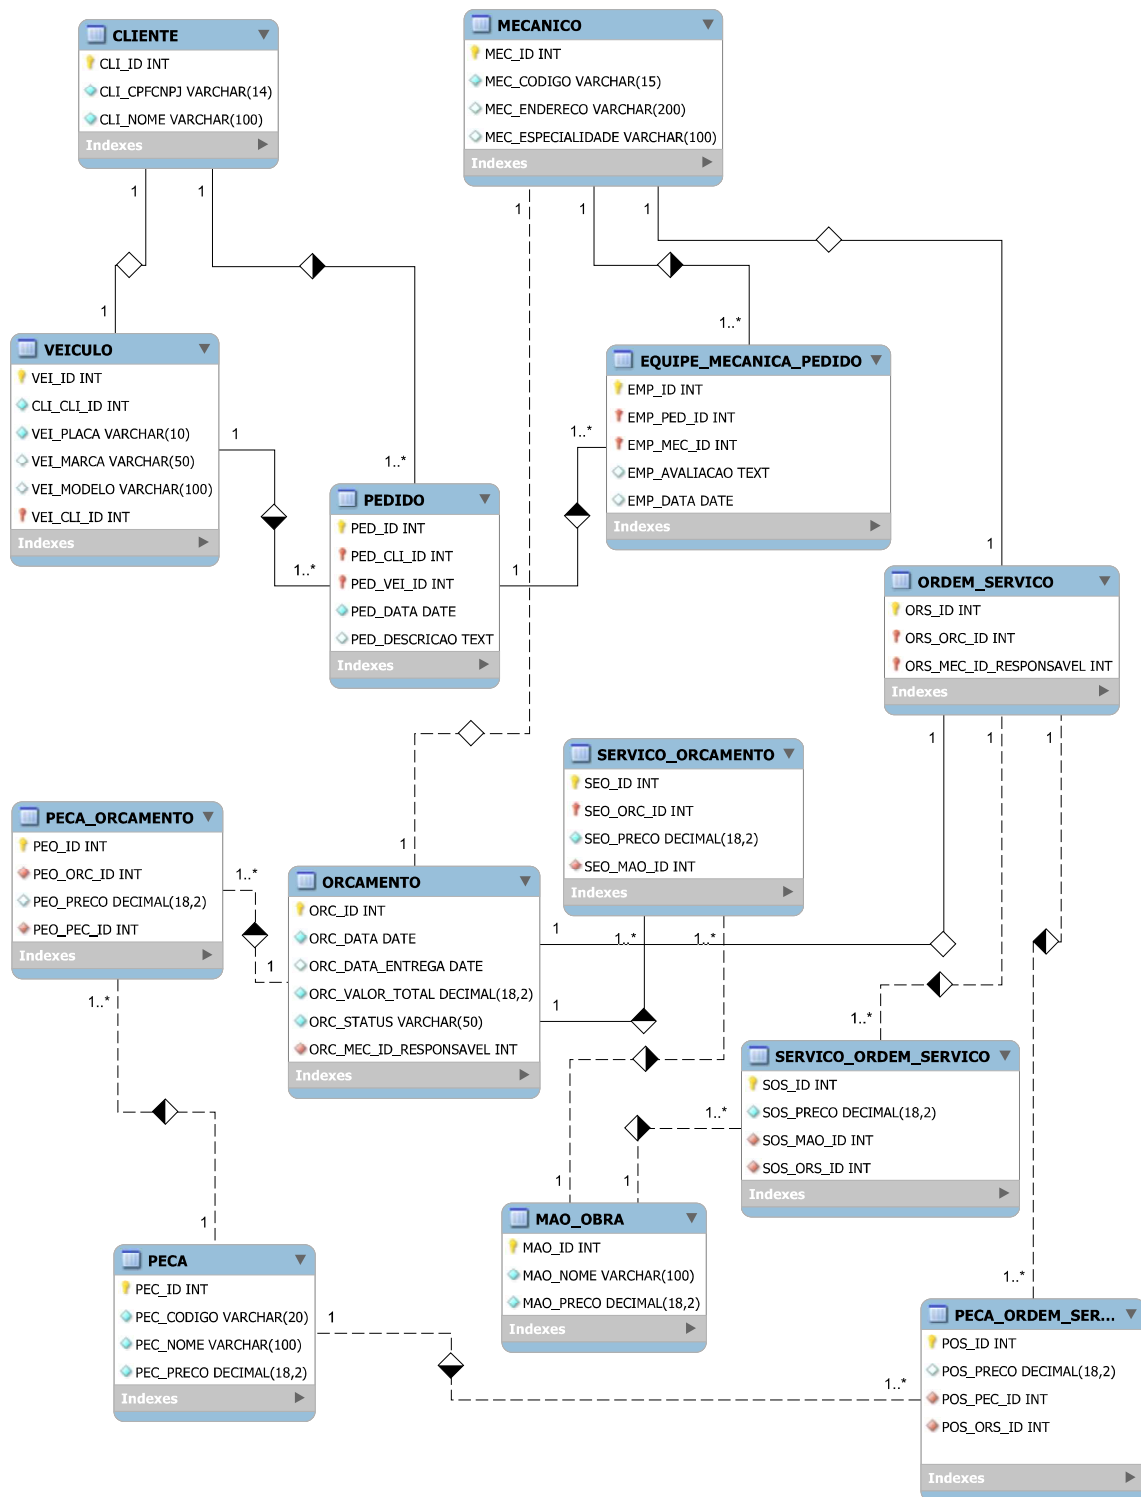 CLIENTE
CLI_ID INT
CLI_CPFCNPJ VARCHAR(14)
CLI_NOME VARCHAR(100)
Indexes
MECANICO
MEC_ID INT
MEC_CODIGO VARCHAR(15)
MEC_ENDERECO VARCHAR(200)
MEC_ESPECIALIDADE VARCHAR(100)
Indexes
1
1
1
1
1
1
1..*
VEICULO
VEI_ID INT
CLI_CLI_ID INT
VEI_PLACA VARCHAR(10)
VEI_MARCA VARCHAR(50)
VEI_MODELO VARCHAR(100)
VEI_CLI_ID INT
Indexes
EQUIPE_MECANICA_PEDIDO
EMP_ID INT
EMP_PED_ID INT
EMP_MEC_ID INT
EMP_AVALIACAO TEXT
EMP_DATA DATE
Indexes
1
1..*
1..*
1..*
1
1
PEDIDO
PED_ID INT
PED_CLI_ID INT
PED_VEI_ID INT
PED_DATA DATE
PED_DESCRICAO TEXT
Indexes
ORDEM_SERVICO
ORS_ID INT
ORS_ORC_ID INT
ORS_MEC_ID_RESPONSAVEL INT
Indexes
1
1
1
SERVICO_ORCAMENTO
SEO_ID INT
SEO_ORC_ID INT
SEO_PRECO DECIMAL(18,2)
SEO_MAO_ID INT
Indexes
PECA_ORCAMENTO
PEO_ID INT
PEO_ORC_ID INT
PEO_PRECO DECIMAL(18,2)
PEO_PEC_ID INT
Indexes
1
1..*
1
1..*
ORCAMENTO
ORC_ID INT
ORC_DATA DATE
ORC_DATA_ENTREGA DATE
ORC_VALOR_TOTAL DECIMAL(18,2)
ORC_STATUS VARCHAR(50)
ORC_MEC_ID_RESPONSAVEL INT
Indexes
1
1..*
1..*
1
1..*
SERVICO_ORDEM_SERVICO
SOS_ID INT
SOS_PRECO DECIMAL(18,2)
SOS_MAO_ID INT
SOS_ORS_ID INT
Indexes
1..*
1
1
1
MAO_OBRA
MAO_ID INT
MAO_NOME VARCHAR(100)
MAO_PRECO DECIMAL(18,2)
Indexes
PECA
PEC_ID INT
PEC_CODIGO VARCHAR(20)
PEC_NOME VARCHAR(100)
PEC_PRECO DECIMAL(18,2)
Indexes
1
1..*
1..*
PECA_ORDEM_SER...
POS_ID INT
POS_PRECO DECIMAL(18,2)
POS_PEC_ID INT
POS_ORS_ID INT
Indexes